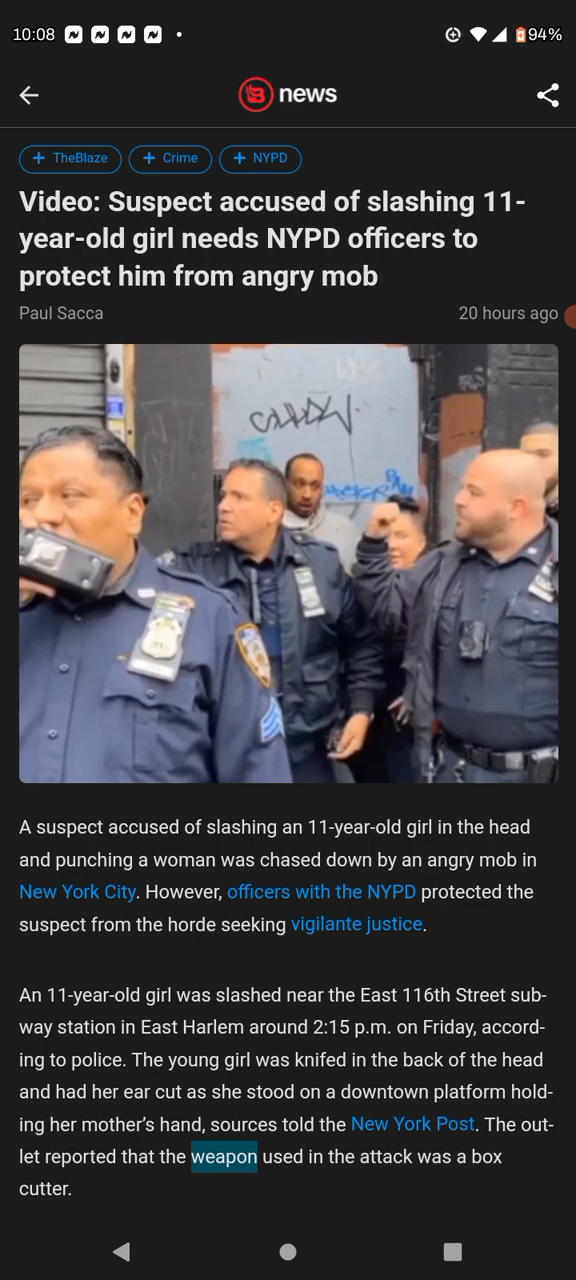 10:08
94%
news
+ TheBlaze
+ Crime
+ NYPD
Video: Suspect accused of slashing 11-
year-old girl needs NYPD officers to
protect him from angry mob
Paul Sacca
20 hours ago
A suspect accused of slashing an 11-year-old girl in the head
and punching a woman was chased down by an angry mob in
New York City. However, officers with the NYPD protected the
suspect from the horde seeking vigilante justice.
An 11-year-old girl was slashed near the East 116th Street sub-
way station in East Harlem around 2:15 p.m. on Friday, accord-
ing to police. The young girl was knifed in the back of the head
and had her ear cut as she stood on a downtown platform hold-
ing her mother’s hand, sources told the New York Post. The out-
let reported that the weapon used in the attack was a box
cutter.